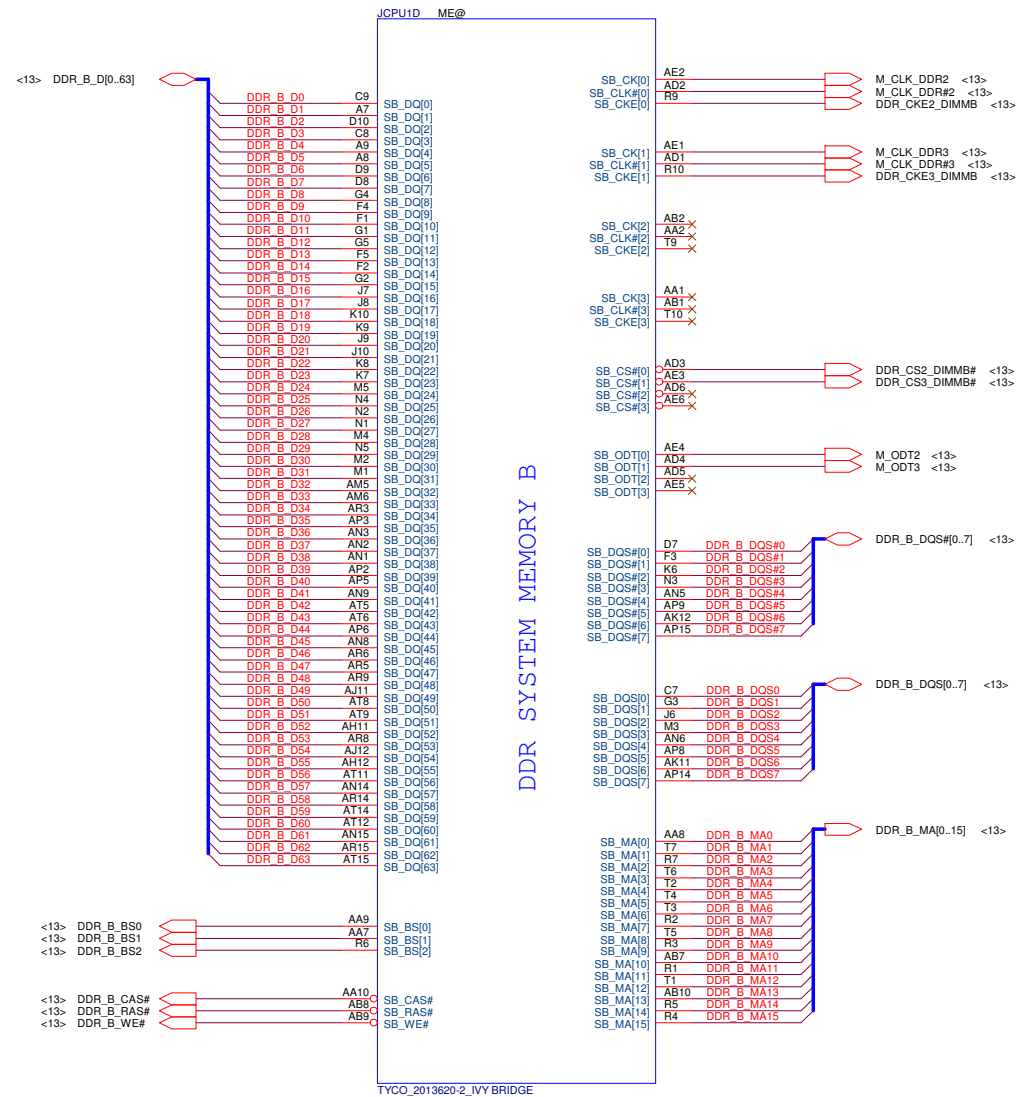 JCPU1D ME@
<13> DDR_B_D[0..63]
DDR_B_D0 C9 SB_DQ[0]
DDR_B_D1 A7 SB_DQ[1]
DDR_B_D2 D10 SB_DQ[2]
DDR_B_D3 C8 SB_DQ[3]
DDR_B_D4 A9 SB_DQ[4]
DDR_B_D5 A8 SB_DQ[5]
DDR_B_D6 D9 SB_DQ[6]
DDR_B_D7 D8 SB_DQ[7]
DDR_B_D8 G4 SB_DQ[8]
DDR_B_D9 F4 SB_DQ[9]
DDR_B_D10 F1 SB_DQ[10]
DDR_B_D11 G1 SB_DQ[11]
DDR_B_D12 G5 SB_DQ[12]
DDR_B_D13 F5 SB_DQ[13]
DDR_B_D14 F2 SB_DQ[14]
DDR_B_D15 G2 SB_DQ[15]
DDR_B_D16 J7 SB_DQ[16]
DDR_B_D17 J8 SB_DQ[17]
DDR_B_D18 K10 SB_DQ[18]
DDR_B_D19 K9 SB_DQ[19]
DDR_B_D20 J9 SB_DQ[20]
DDR_B_D21 J10 SB_DQ[21]
DDR_B_D22 K8 SB_DQ[22]
DDR_B_D23 K7 SB_DQ[23]
DDR_B_D24 M5 SB_DQ[24]
DDR_B_D25 N4 SB_DQ[25]
DDR_B_D26 N2 SB_DQ[26]
DDR_B_D27 N1 SB_DQ[27]
DDR_B_D28 M4 SB_DQ[28]
DDR_B_D29 N5 SB_DQ[29]
DDR_B_D30 M2 SB_DQ[30]
DDR_B_D31 M1 SB_DQ[31]
DDR_B_D32 AM5 SB_DQ[32]
DDR_B_D33 AM6 SB_DQ[33]
DDR_B_D34 AR3 SB_DQ[34]
DDR_B_D35 AP3 SB_DQ[35]
DDR_B_D36 AN3 SB_DQ[36]
DDR_B_D37 AN2 SB_DQ[37]
DDR_B_D38 AN1 SB_DQ[38]
DDR_B_D39 AP2 SB_DQ[39]
DDR_B_D40 AP5 SB_DQ[40]
DDR_B_D41 AN9 SB_DQ[41]
DDR_B_D42 AT5 SB_DQ[42]
DDR_B_D43 AT6 SB_DQ[43]
DDR_B_D44 AP6 SB_DQ[44]
DDR_B_D45 AN8 SB_DQ[45]
DDR_B_D46 AR6 SB_DQ[46]
DDR_B_D47 AR5 SB_DQ[47]
DDR_B_D48 AR9 SB_DQ[48]
DDR_B_D49 AJ11 SB_DQ[49]
DDR_B_D50 AT8 SB_DQ[50]
DDR_B_D51 AT9 SB_DQ[51]
DDR_B_D52 AH11 SB_DQ[52]
DDR_B_D53 AR8 SB_DQ[53]
DDR_B_D54 AJ12 SB_DQ[54]
DDR_B_D55 AH12 SB_DQ[55]
DDR_B_D56 AT11 SB_DQ[56]
DDR_B_D57 AN14 SB_DQ[57]
DDR_B_D58 AR14 SB_DQ[58]
DDR_B_D59 AT14 SB_DQ[59]
DDR_B_D60 AT12 SB_DQ[60]
DDR_B_D61 AN15 SB_DQ[61]
DDR_B_D62 AR15 SB_DQ[62]
DDR_B_D63 AT15 SB_DQ[63]
<13> DDR_B_BS0 AA9 SB_BS[0]
<13> DDR_B_BS1 AA7 SB_BS[1]
<13> DDR_B_BS2 R6 SB_BS[2]
<13> DDR_B_CAS# AA10 SB_CAS#
<13> DDR_B_RAS# AB8 SB_RAS#
<13> DDR_B_WE# AB9 SB_WE#
DDR SYSTEM MEMORY B
SB_CK[0] AE2 M_CLK_DDR2 <13>
SB_CLK#[0] AD2 M_CLK_DDR#2 <13>
SB_CKE[0] R9 DDR_CKE2_DIMMB <13>
SB_CK[1] AE1 M_CLK_DDR3 <13>
SB_CLK#[1] AD1 M_CLK_DDR#3 <13>
SB_CKE[1] R10 DDR_CKE3_DIMMB <13>
SB_CK[2] AB2
SB_CLK#[2] AA2
SB_CKE[2] T9
SB_CK[3] AA1
SB_CLK#[3] AB1
SB_CKE[3] T10
SB_CS#[0] AD3 DDR_CS2_DIMMB# <13>
SB_CS#[1] AE3 DDR_CS3_DIMMB# <13>
SB_CS#[2] AD6
SB_CS#[3] AE6
SB_ODT[0] AE4 M_ODT2 <13>
SB_ODT[1] AD4 M_ODT3 <13>
SB_ODT[2] AD5
SB_ODT[3] AE5
DDR_B_DQS#[0..7] <13>
SB_DQS#[0] D7 DDR_B_DQS#0
SB_DQS#[1] F3 DDR_B_DQS#1
SB_DQS#[2] K6 DDR_B_DQS#2
SB_DQS#[3] N3 DDR_B_DQS#3
SB_DQS#[4] AN5 DDR_B_DQS#4
SB_DQS#[5] AP9 DDR_B_DQS#5
SB_DQS#[6] AK12 DDR_B_DQS#6
SB_DQS#[7] AP15 DDR_B_DQS#7
DDR_B_DQS[0..7] <13>
SB_DQS[0] C7 DDR_B_DQS0
SB_DQS[1] G3 DDR_B_DQS1
SB_DQS[2] J6 DDR_B_DQS2
SB_DQS[3] M3 DDR_B_DQS3
SB_DQS[4] AN6 DDR_B_DQS4
SB_DQS[5] AP8 DDR_B_DQS5
SB_DQS[6] AK11 DDR_B_DQS6
SB_DQS[7] AP14 DDR_B_DQS7
DDR_B_MA[0..15] <13>
SB_MA[0] AA8 DDR_B_MA0
SB_MA[1] T7 DDR_B_MA1
SB_MA[2] R7 DDR_B_MA2
SB_MA[3] T6 DDR_B_MA3
SB_MA[4] T2 DDR_B_MA4
SB_MA[5] T4 DDR_B_MA5
SB_MA[6] T3 DDR_B_MA6
SB_MA[7] R2 DDR_B_MA7
SB_MA[8] T5 DDR_B_MA8
SB_MA[9] R3 DDR_B_MA9
SB_MA[10] AB7 DDR_B_MA10
SB_MA[11] R1 DDR_B_MA11
SB_MA[12] T1 DDR_B_MA12
SB_MA[13] AB10 DDR_B_MA13
SB_MA[14] R5 DDR_B_MA14
SB_MA[15] R4 DDR_B_MA15
TYCO_2013620-2_IVY BRIDGE